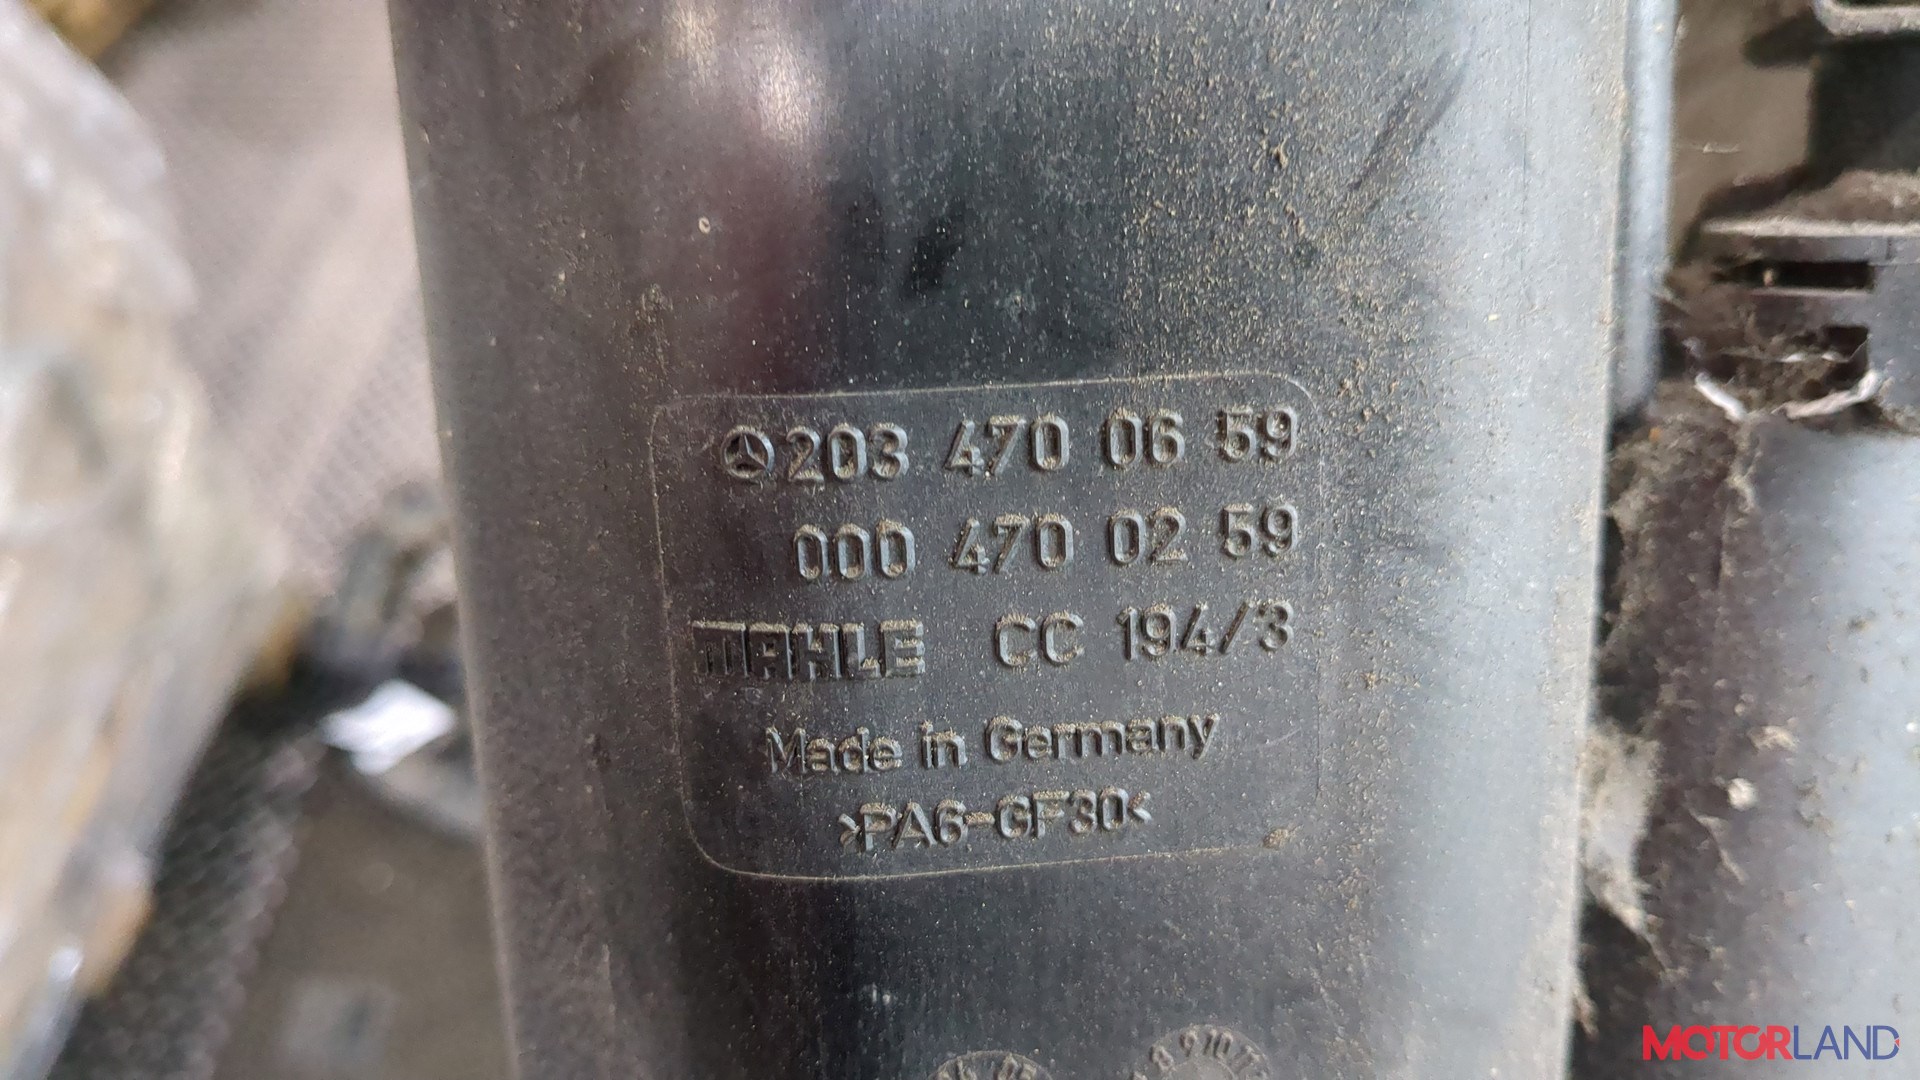 203 470 06 59
000 470 02 59
MAHLE CC 194/3
Made in Germany
>PA6-GF30<
MOTORLAND